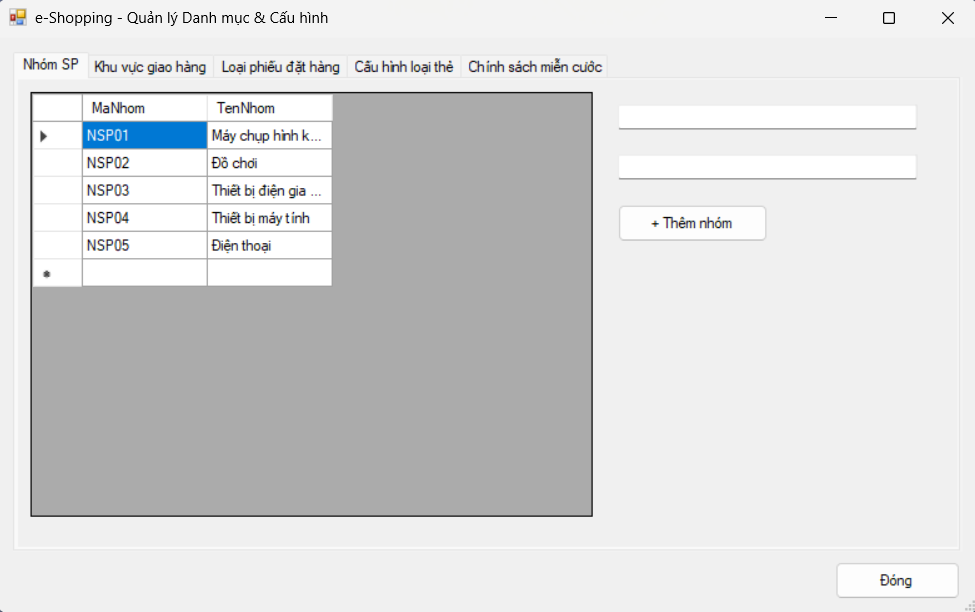 e-Shopping - Quản lý Danh mục & Cấu hình
Nhóm SP Khu vực giao hàng Loại phiếu đặt hàng Cấu hình loại thẻ Chính sách miễn cước
MaNhom TenNhom
NSP01 Máy chụp hình k...
NSP02 Đồ chơi
NSP03 Thiết bị điện gia ...
NSP04 Thiết bị máy tính
NSP05 Điện thoại
+ Thêm nhóm
Đóng